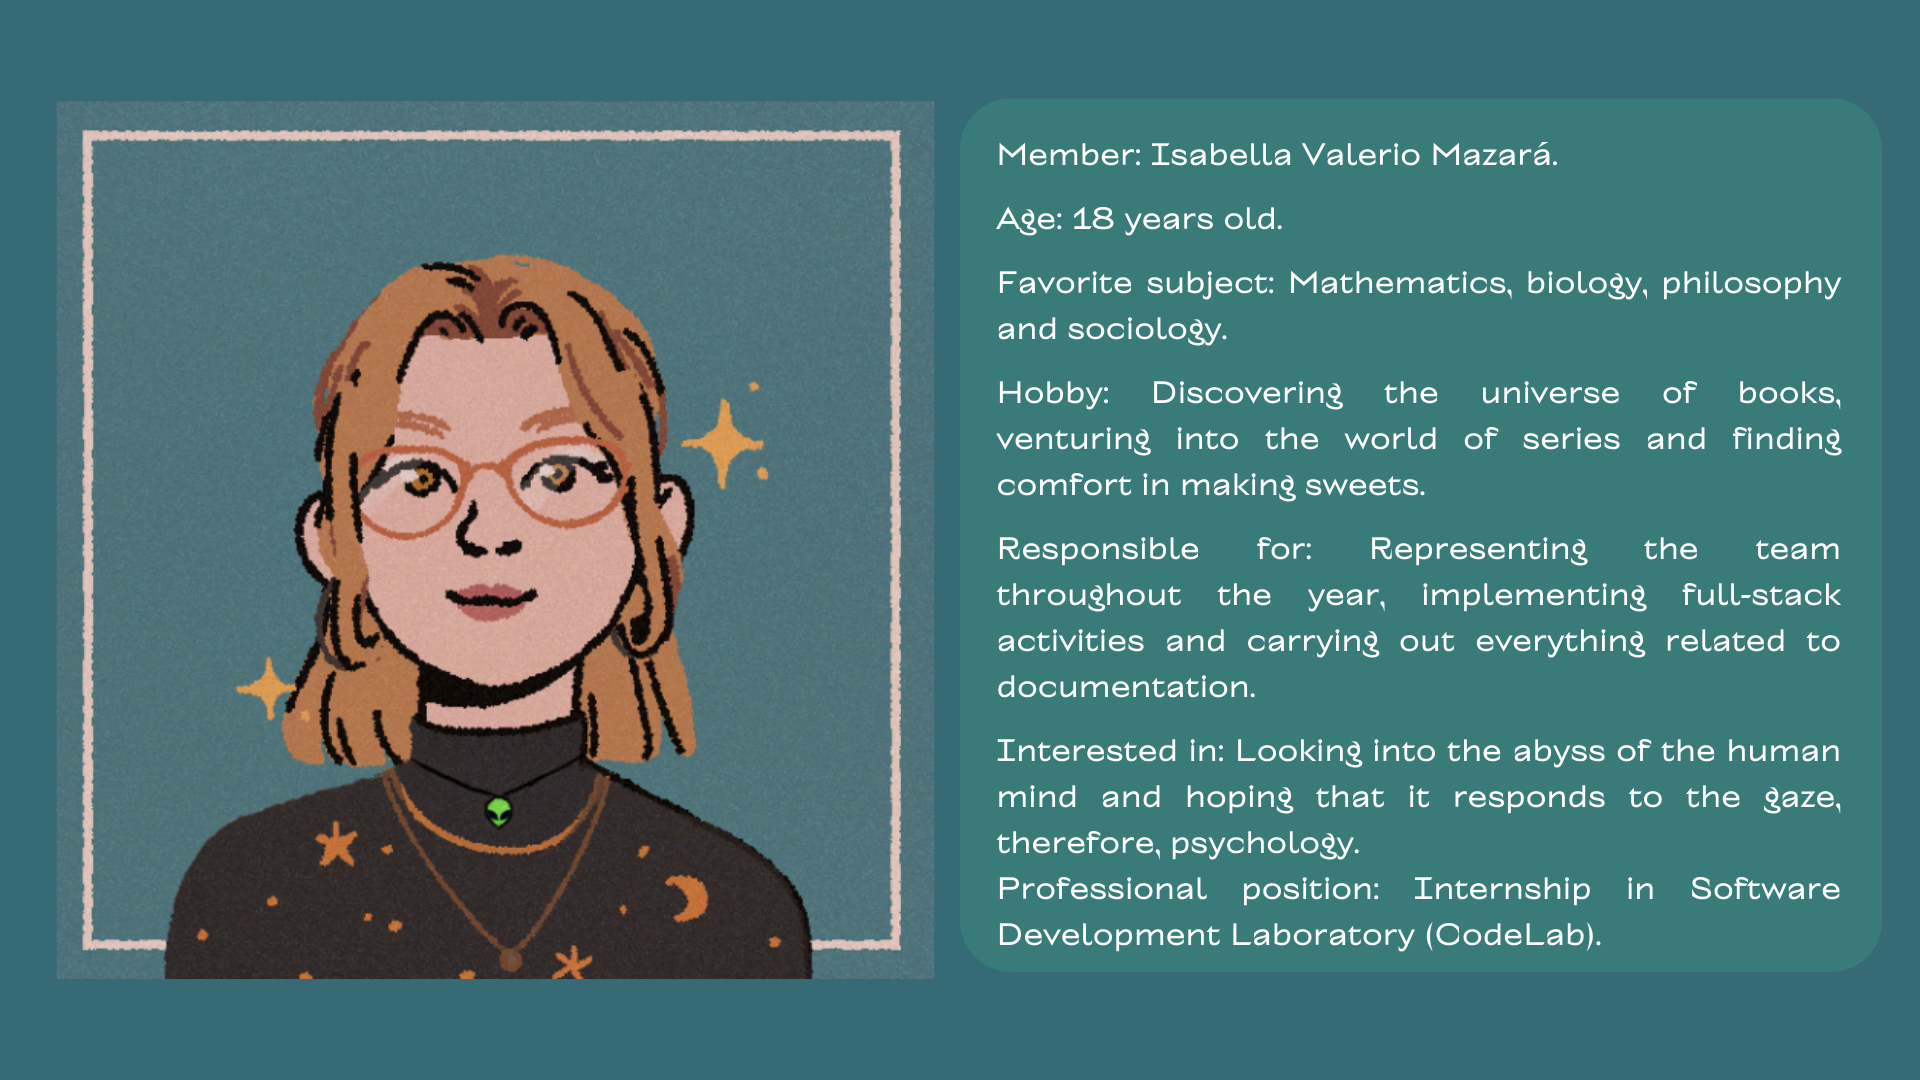 Member: Isabella Valerio Mazará.
Age: 18 years old.
Favorite subject: Mathematics, biology, philosophy
and sociology.
Hobby: Discovering the universe of books,
venturing into the world of series and finding
comfort in making sweets.
Responsible for: Representing the team
throughout the year, implementing full-stack
activities and carrying out everything related to
documentation.
Interested in: Looking into the abyss of the human
mind and hoping that it responds to the gaze,
therefore, psychology.
Professional position: Internship in Software
Development Laboratory (CodeLab).